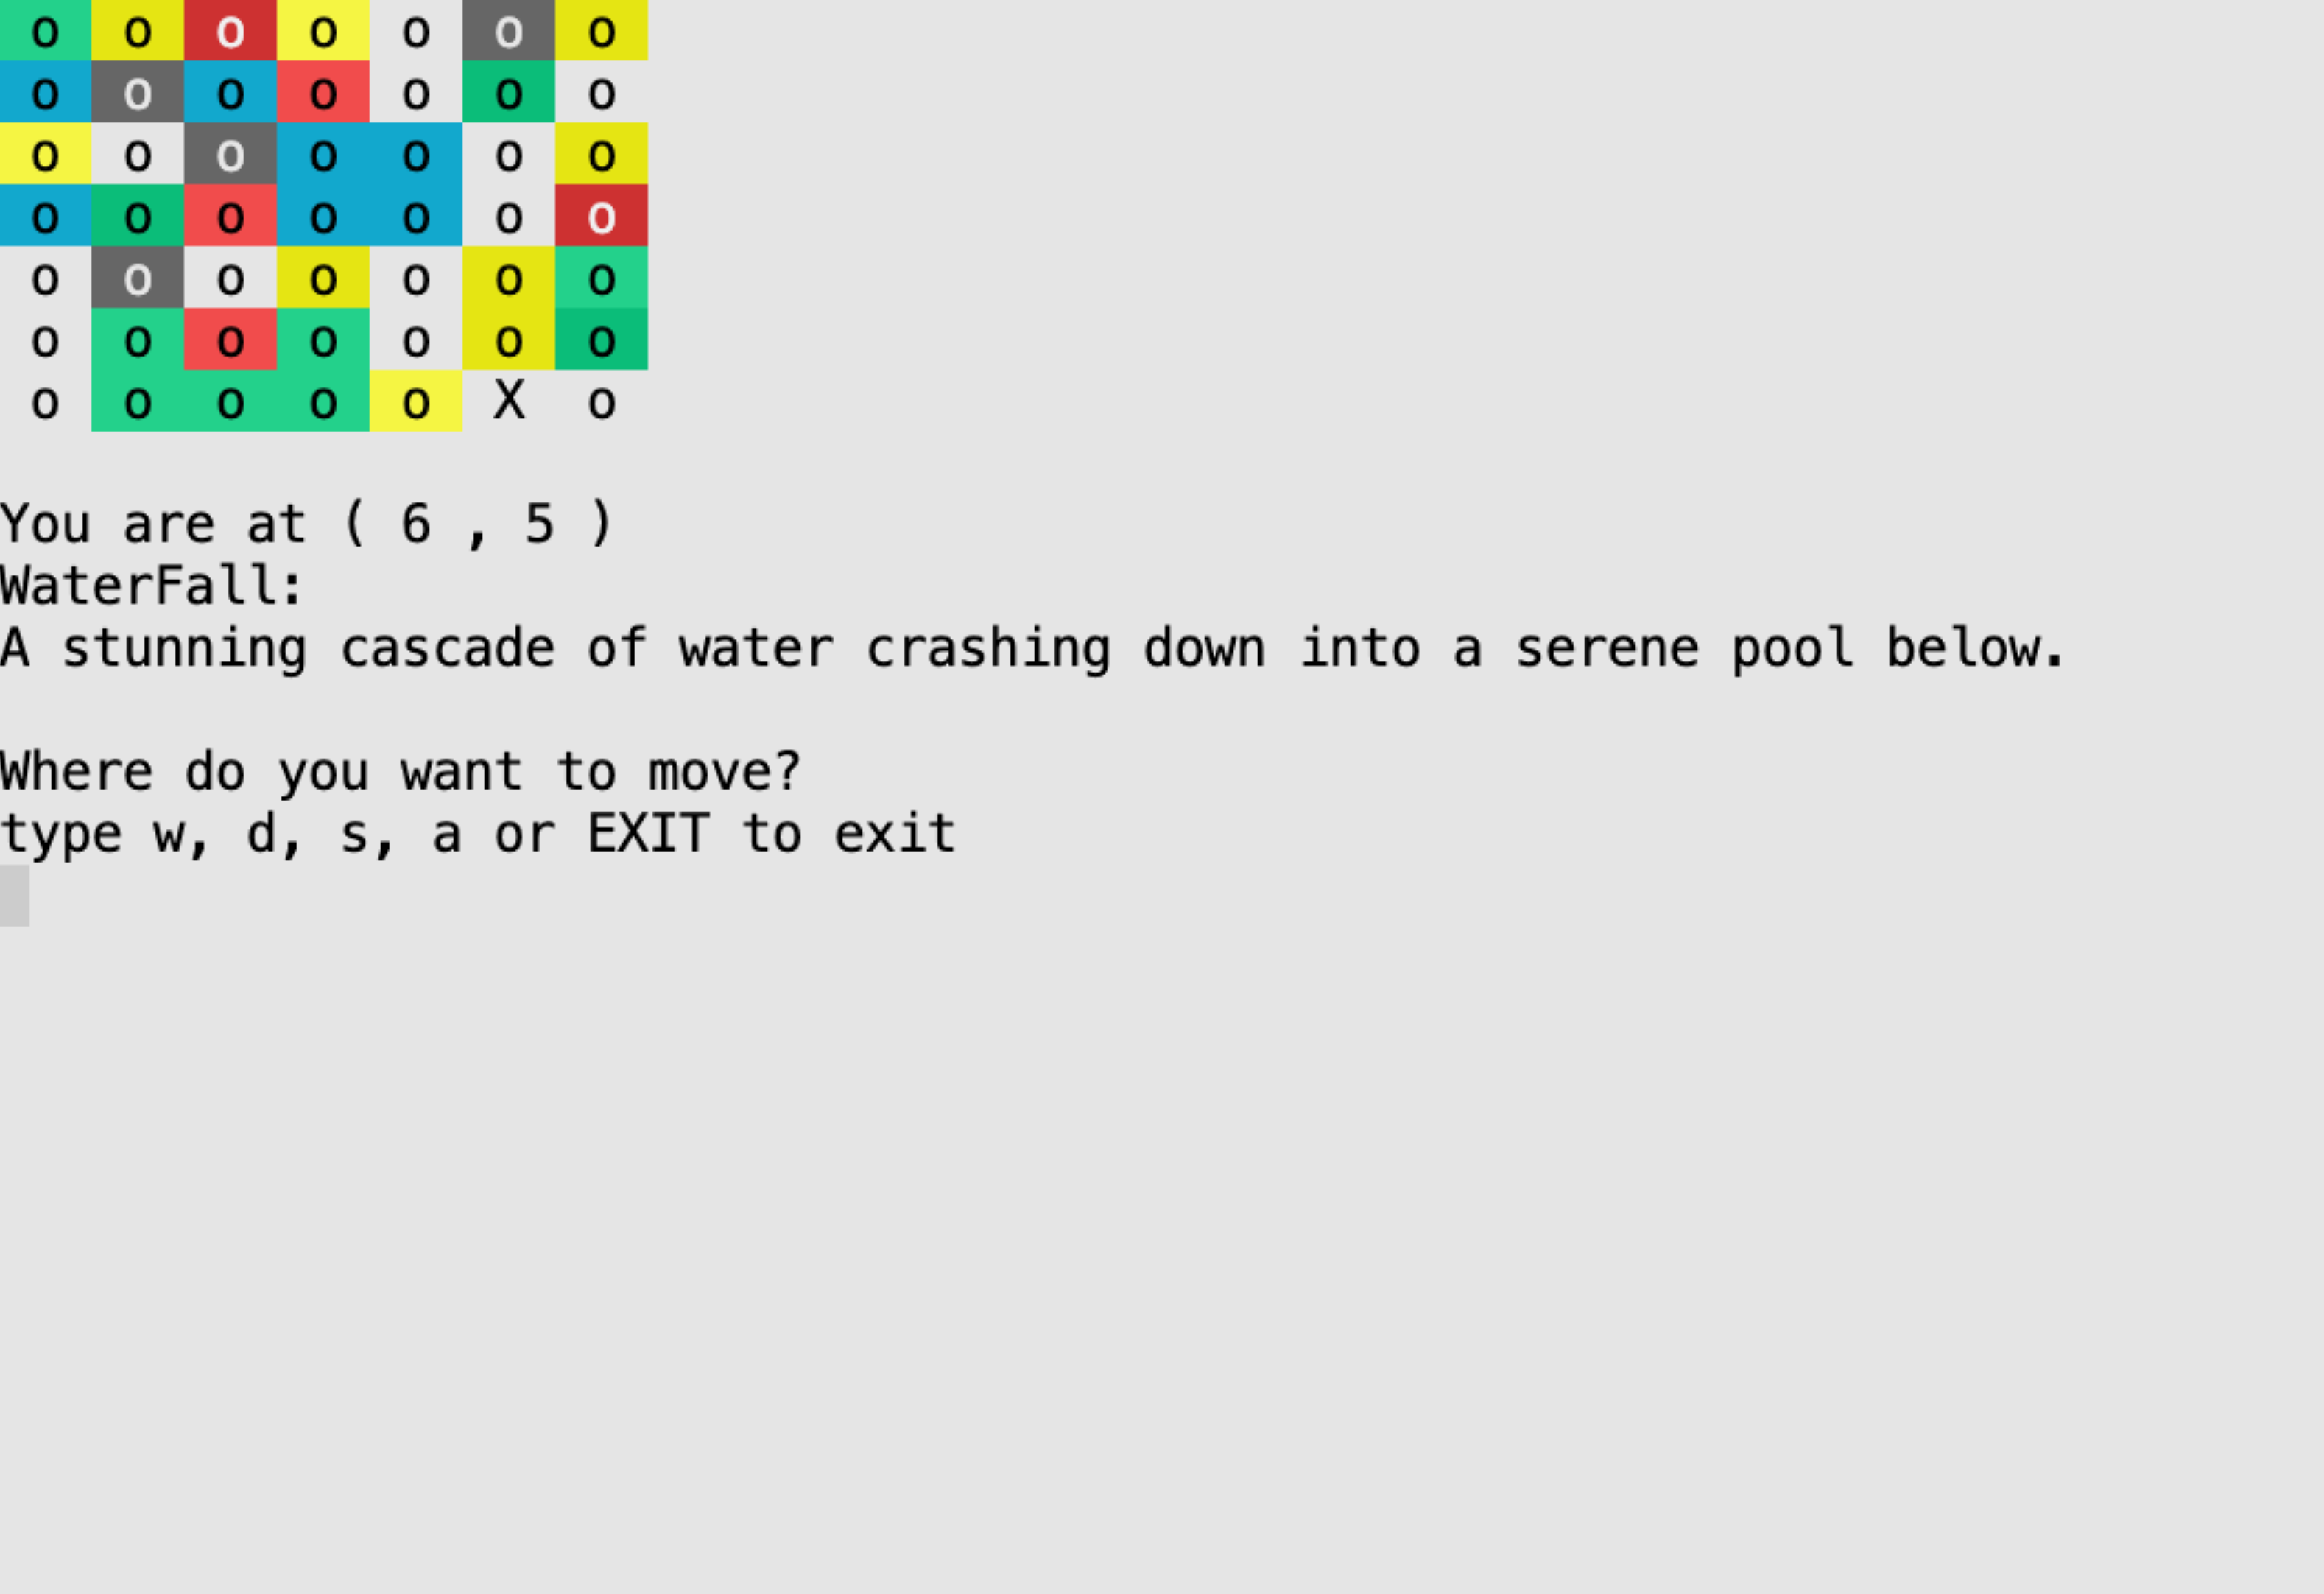 o o o o o o o
o o o o o o o
o o o o o o o
o o o o o o o
o o o o o o o
o o o o o o o
o o o o o X o
You are at ( 6 , 5 )
WaterFall:
A stunning cascade of water crashing down into a serene pool below.
Where do you want to move?
type w, d, s, a or EXIT to exit